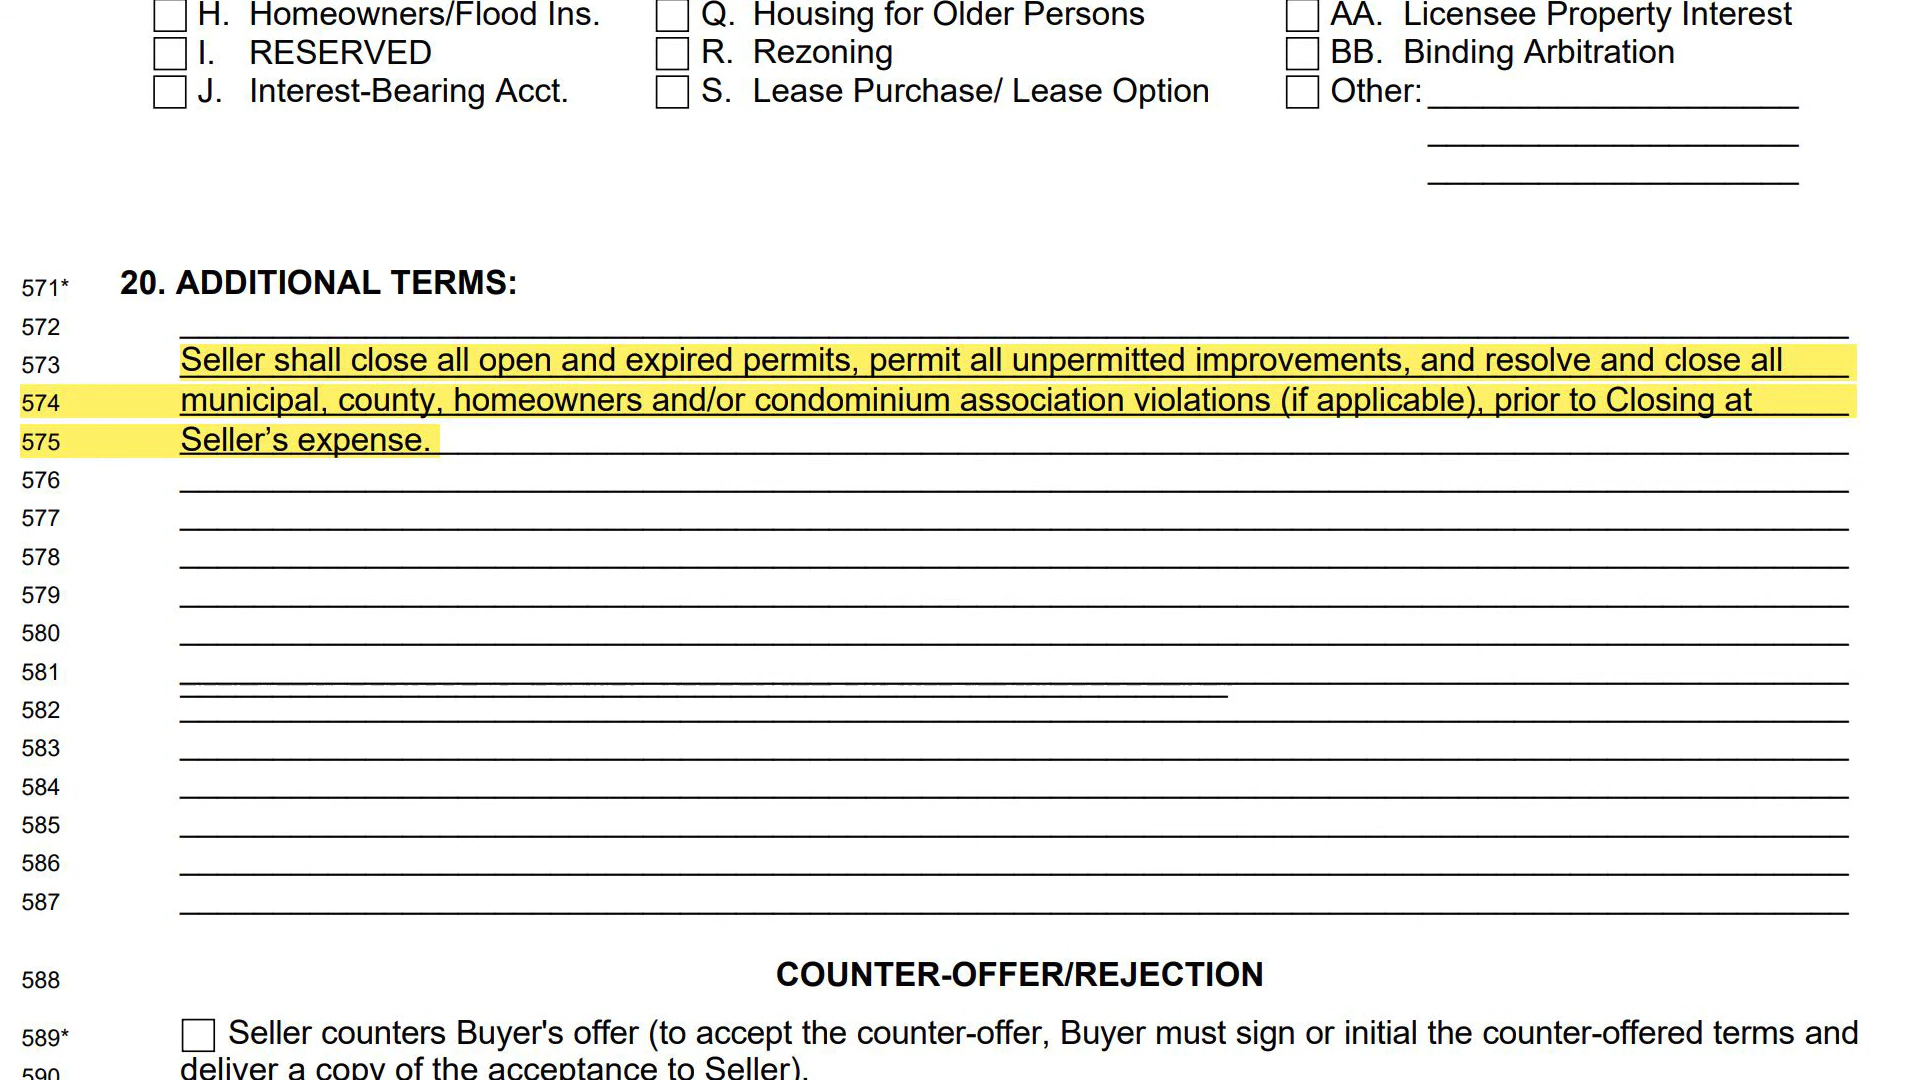 H. Homeowners/Flood Ins. Q. Housing for Older Persons AA. Licensee Property Interest
I. RESERVED R. Rezoning BB. Binding Arbitration
J. Interest-Bearing Acct. S. Lease Purchase/ Lease Option Other:
571* 20. ADDITIONAL TERMS:
572
573 Seller shall close all open and expired permits, permit all unpermitted improvements, and resolve and close all
574 municipal, county, homeowners and/or condominium association violations (if applicable), prior to Closing at
575 Seller’s expense.
576
577
578
579
580
581
582
583
584
585
586
587
588 COUNTER-OFFER/REJECTION
589* Seller counters Buyer's offer (to accept the counter-offer, Buyer must sign or initial the counter-offered terms and
590 deliver a copy of the acceptance to Seller).